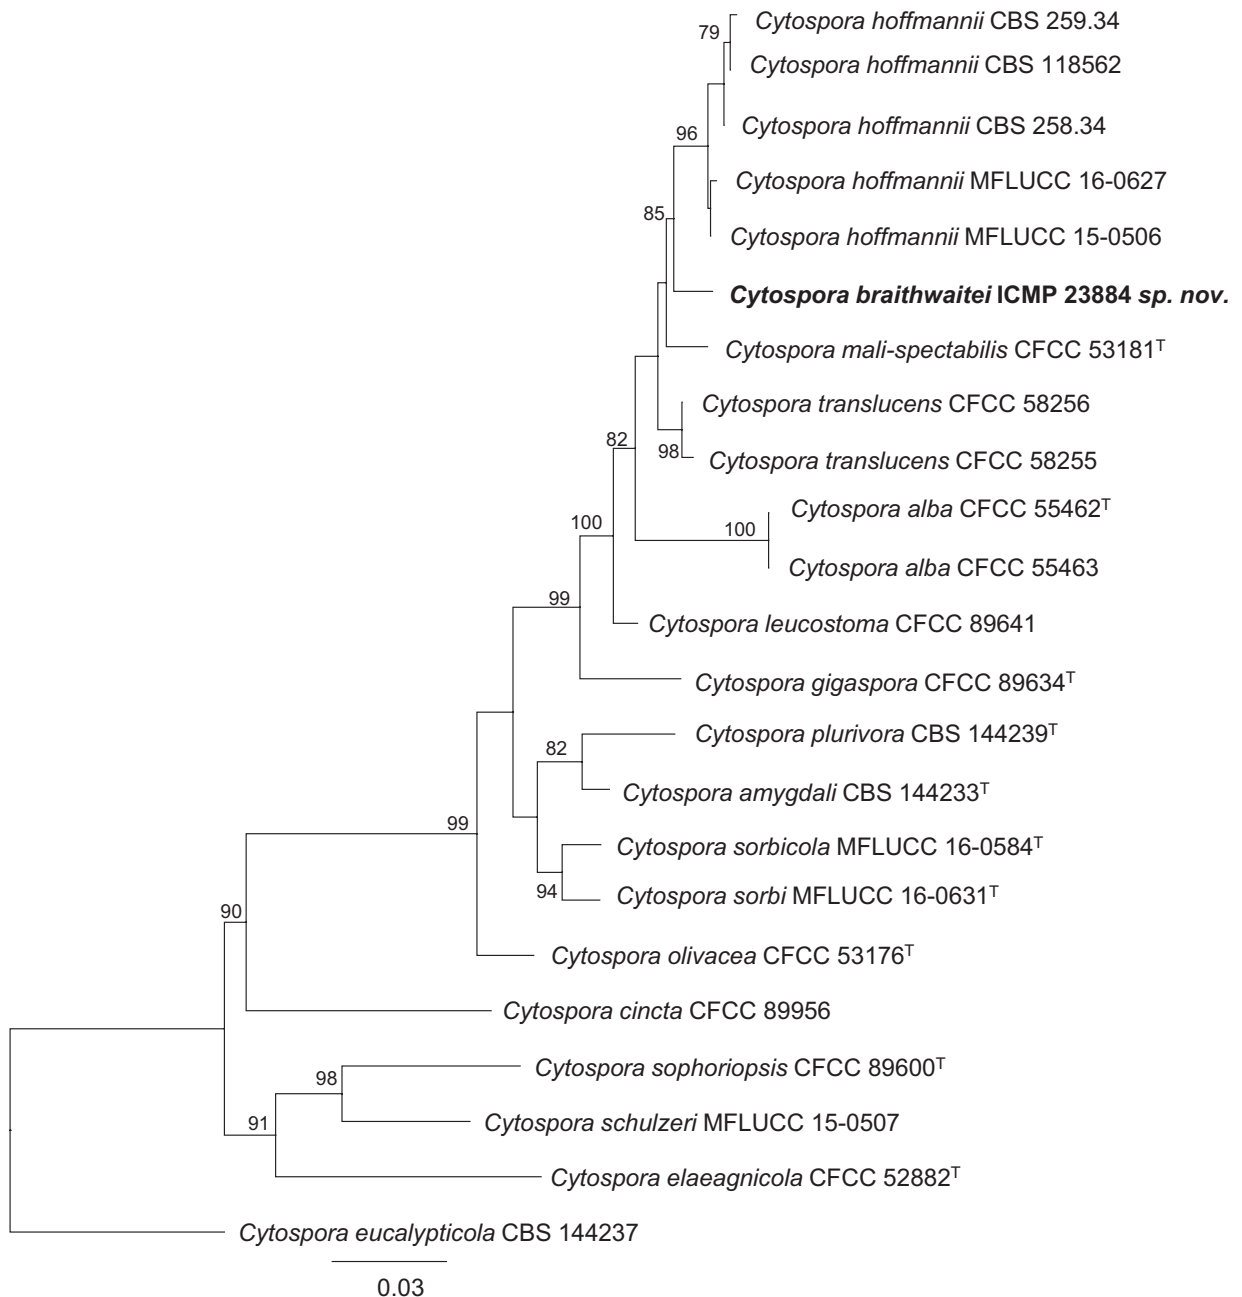 79
Cytospora hoffmannii CBS 259.34
Cytospora hoffmannii CBS 118562
Cytospora hoffmannii CBS 258.34
96
Cytospora hoffmannii MFLUCC 16-0627
85
Cytospora hoffmannii MFLUCC 15-0506
Cytospora braithwaitei ICMP 23884 sp. nov.
Cytospora mali-spectabilis CFCC 53181ᵀ
Cytospora translucens CFCC 58256
82
98
Cytospora translucens CFCC 58255
Cytospora alba CFCC 55462ᵀ
100
100
Cytospora alba CFCC 55463
99
Cytospora leucostoma CFCC 89641
Cytospora gigaspora CFCC 89634ᵀ
Cytospora plurivora CBS 144239ᵀ
82
Cytospora amygdali CBS 144233ᵀ
99
Cytospora sorbicola MFLUCC 16-0584ᵀ
94
Cytospora sorbi MFLUCC 16-0631ᵀ
90
Cytospora olivacea CFCC 53176ᵀ
Cytospora cincta CFCC 89956
Cytospora sophoriopsis CFCC 89600ᵀ
98
91
Cytospora schulzeri MFLUCC 15-0507
Cytospora elaeagnicola CFCC 52882ᵀ
Cytospora eucalypticola CBS 144237
0.03